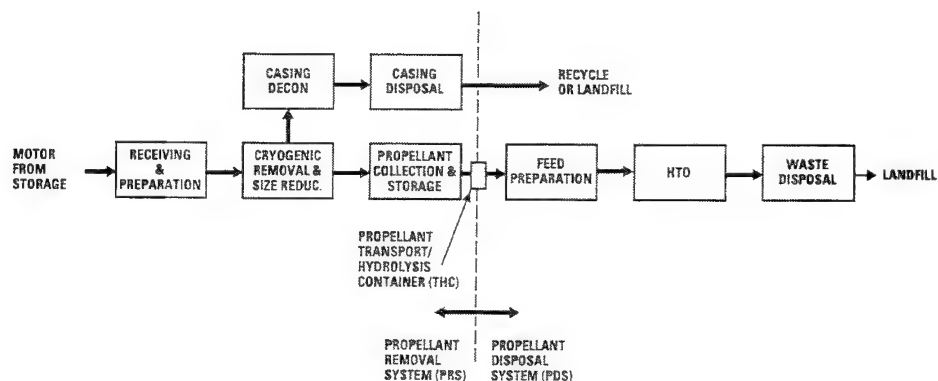 CASING
DECON
CASING
DISPOSAL
RECYCLE
OR LANDFILL
MOTOR
FROM
STORAGE
RECEIVING
&
PREPARATION
CRYOGENIC
REMOVAL &
SIZE REDUC.
PROPELLANT
COLLECTION &
STORAGE
FEED
PREPARATION
HTO
WASTE
DISPOSAL
LANDFILL
PROPELLANT
TRANSPORT/
HYDROLYSIS
CONTAINER (THC)
PROPELLANT
REMOVAL
SYSTEM (PRS)
PROPELLANT
DISPOSAL
SYSTEM (PDS)